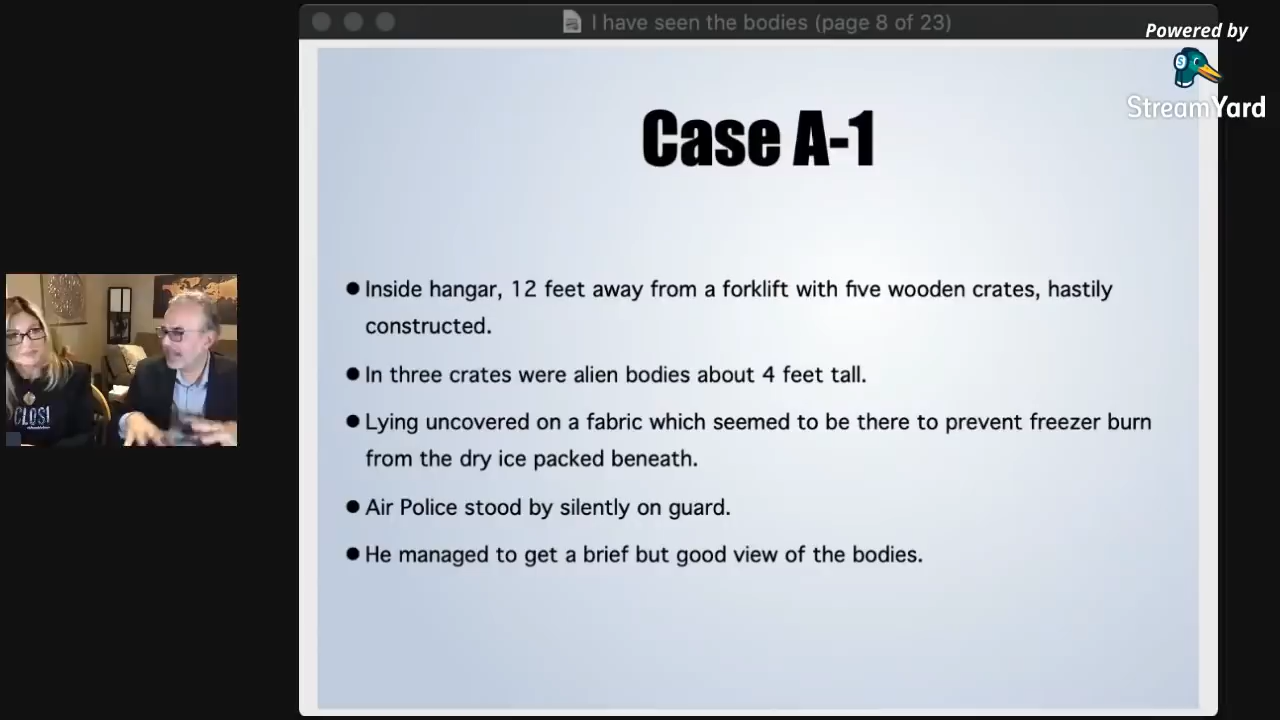 I have seen the bodies (page 8 of 23)
Powered by
StreamYard
Case A-1
● Inside hangar, 12 feet away from a forklift with five wooden crates, hastily
constructed.
● In three crates were alien bodies about 4 feet tall.
● Lying uncovered on a fabric which seemed to be there to prevent freezer burn
from the dry ice packed beneath.
● Air Police stood by silently on guard.
● He managed to get a brief but good view of the bodies.